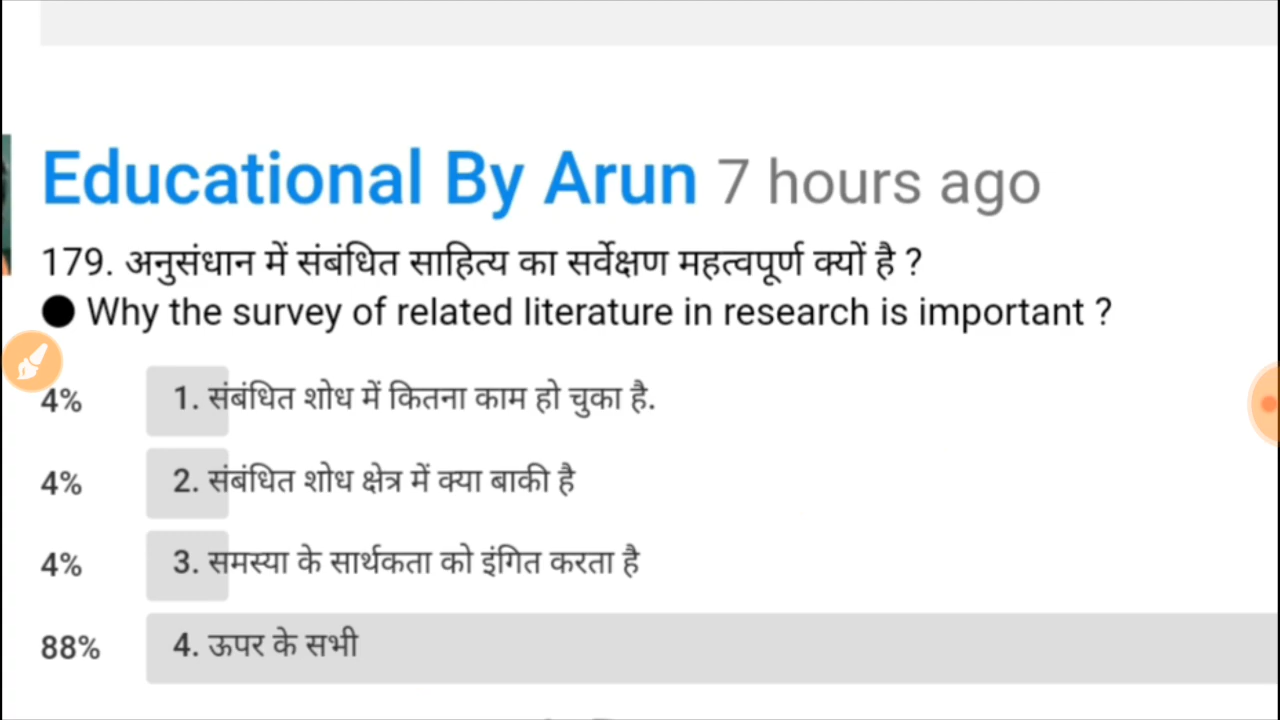 Educational By Arun 7 hours ago
179. अनुसंधान में संबंधित साहित्य का सर्वेक्षण महत्वपूर्ण क्यों है ?
● Why the survey of related literature in research is important ?
4% 1. संबंधित शोध में कितना काम हो चुका है.
4% 2. संबंधित शोध क्षेत्र में क्या बाकी है
4% 3. समस्या के सार्थकता को इंगित करता है
88% 4. ऊपर के सभी